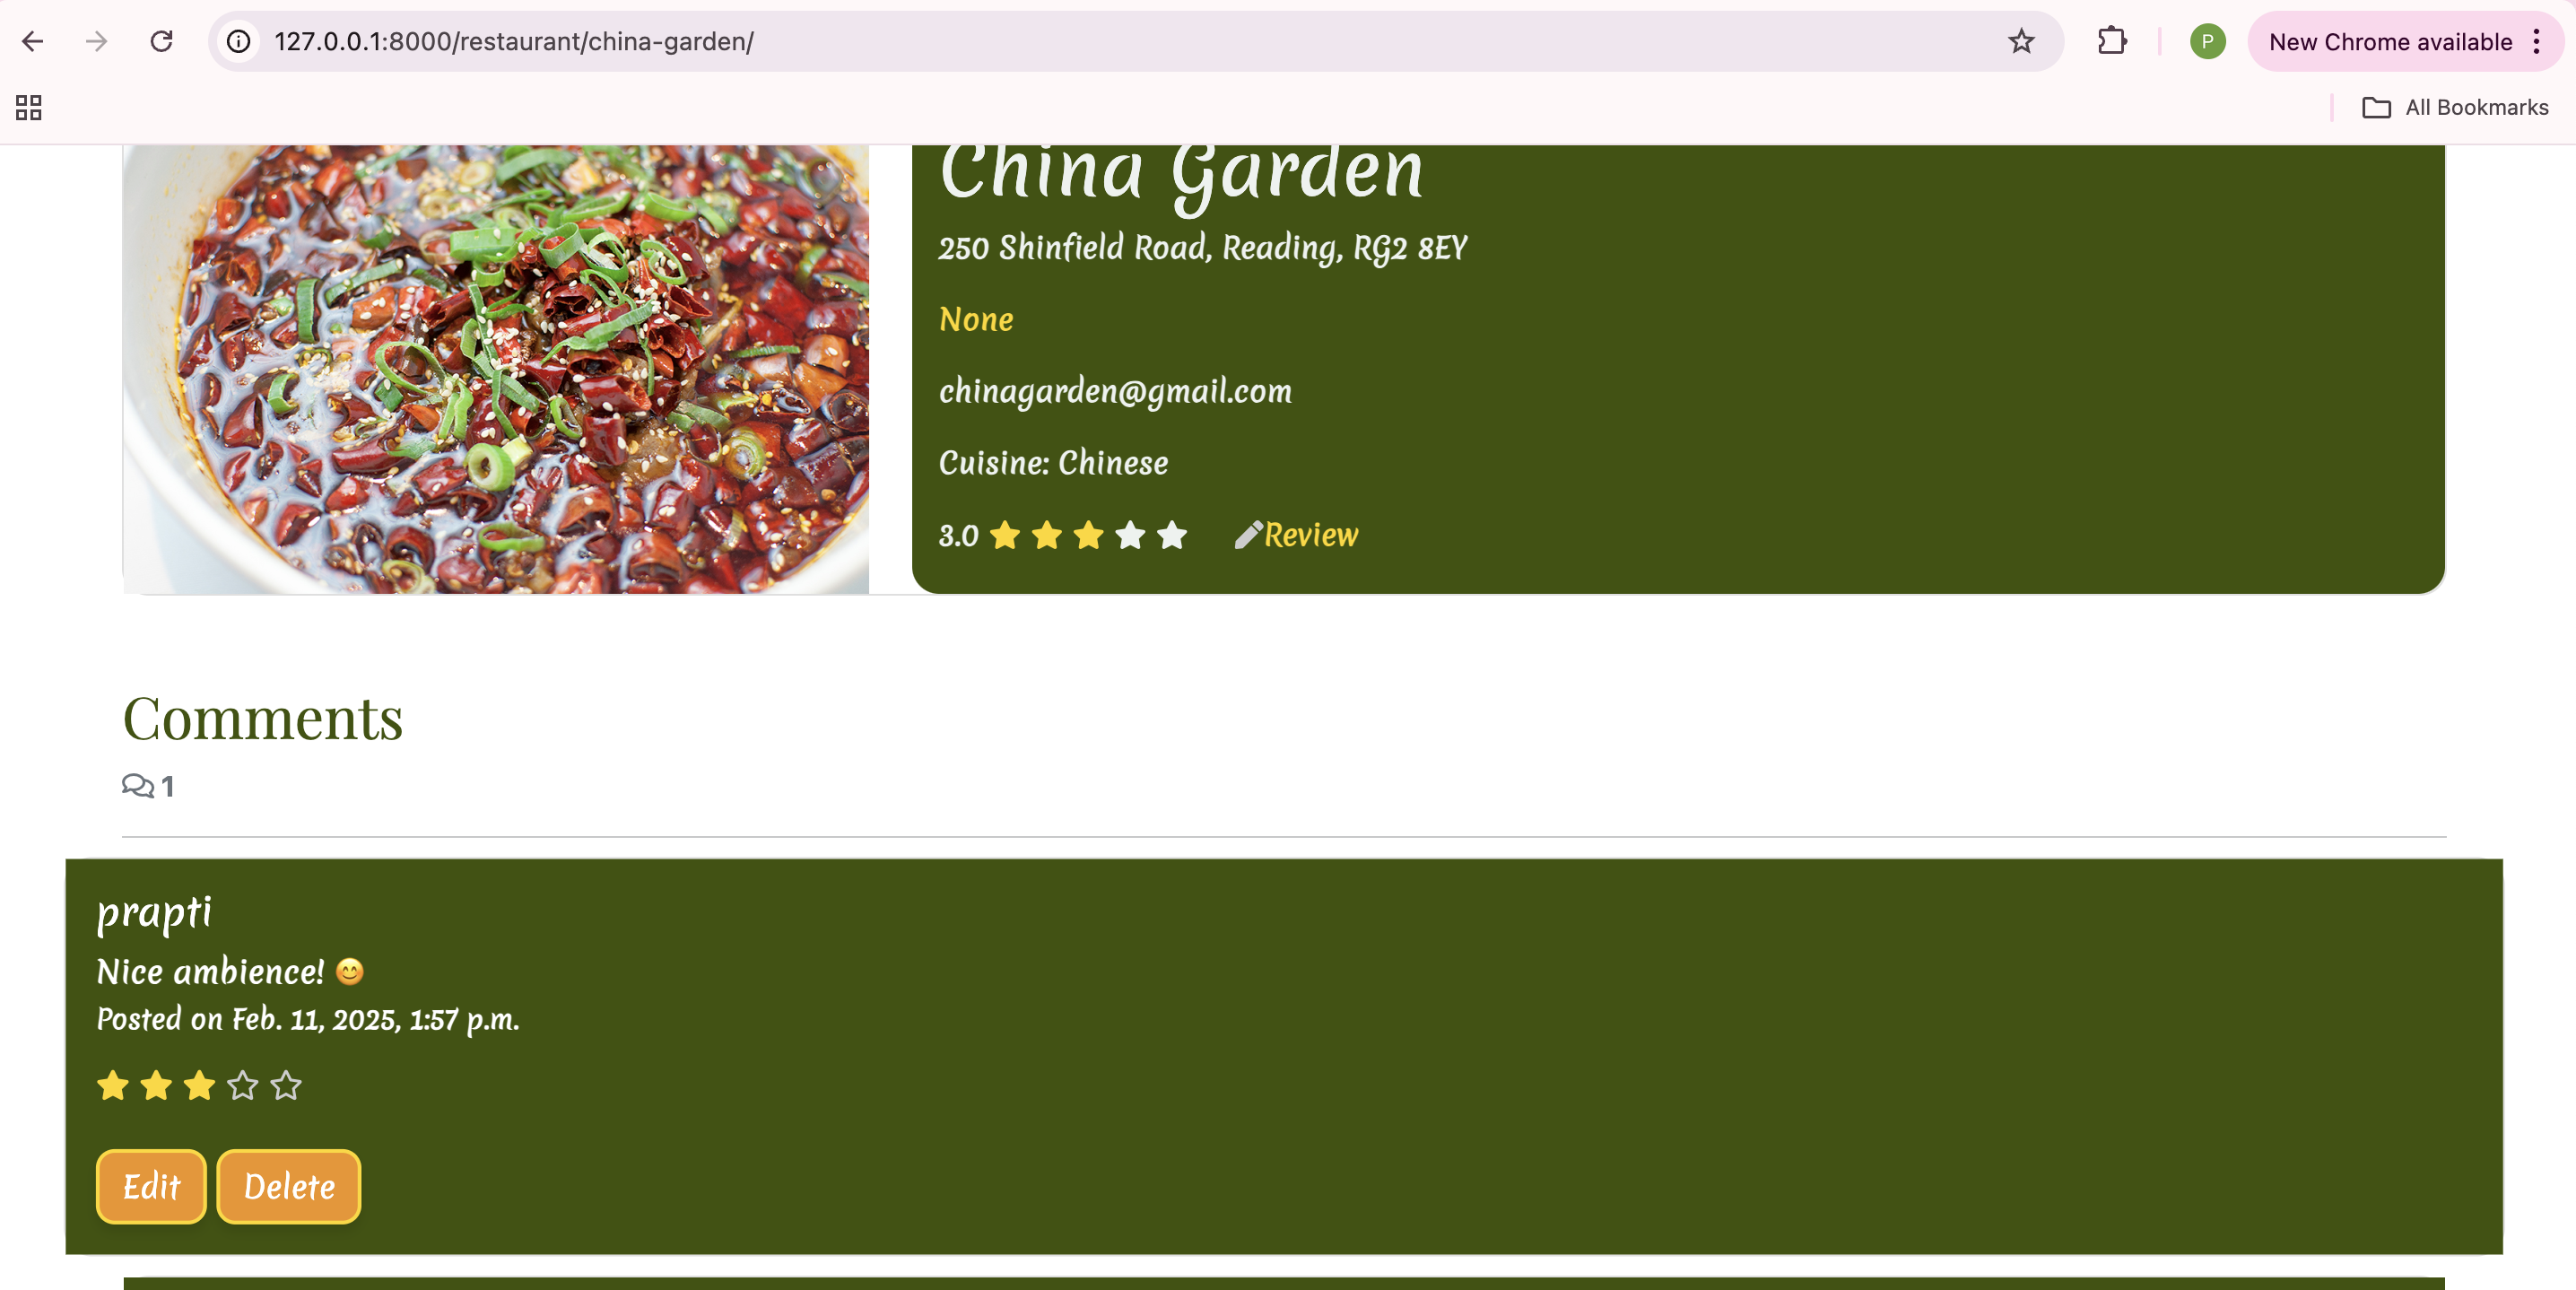 127.0.0.1:8000/restaurant/china-garden/
P
New Chrome available
All Bookmarks
China Garden
250 Shinfield Road, Reading, RG2 8EY
None
chinagarden@gmail.com
Cuisine: Chinese
3.0 Review
Comments
1
prapti
Nice ambience! 😊
Posted on Feb. 11, 2025, 1:57 p.m.
Edit Delete